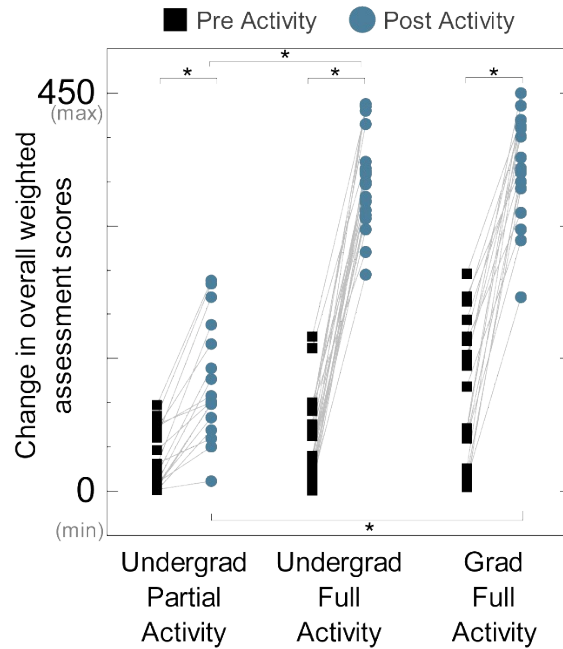 Pre Activity Post Activity
*
* * *
450
(max)
Change in overall weighted
assessment scores
0
(min)
*
Undergrad Undergrad Grad
Partial Full Full
Activity Activity Activity